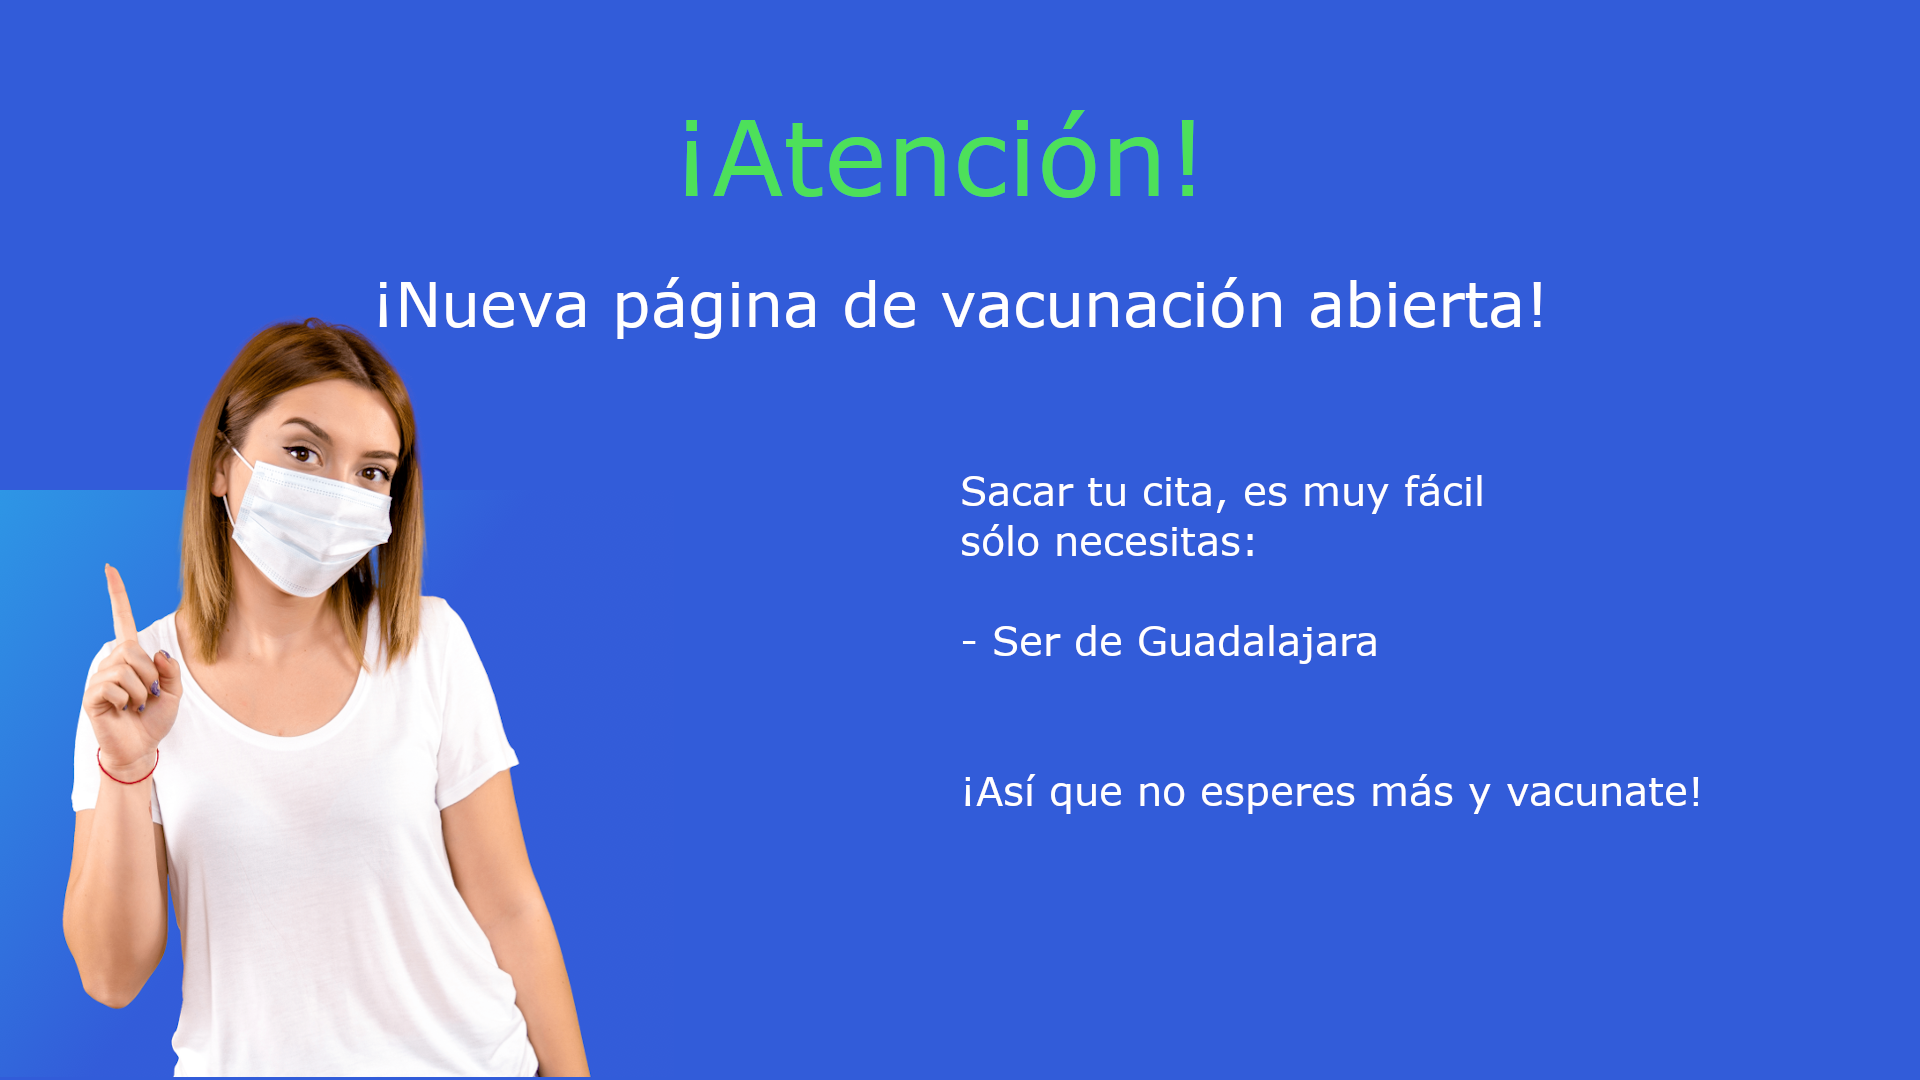 ¡Atención!
¡Nueva página de vacunación abierta!
Sacar tu cita, es muy fácil
sólo necesitas:
- Ser de Guadalajara
¡Así que no esperes más y vacunate!